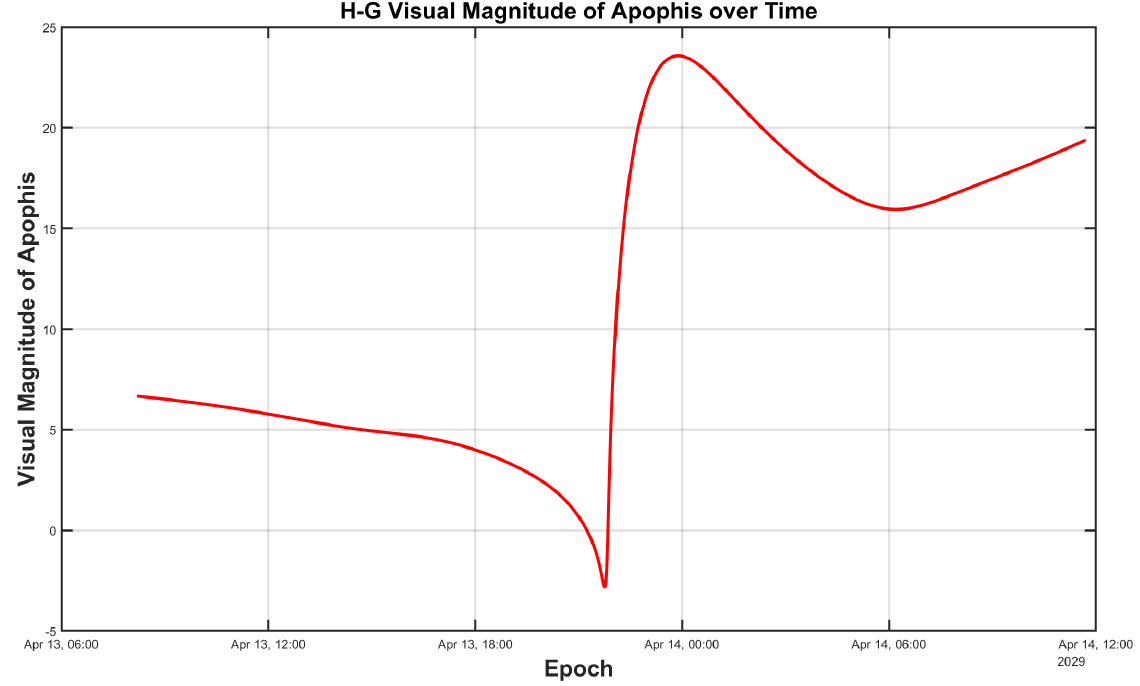 H-G Visual Magnitude of Apophis over Time
Visual Magnitude of Apophis
25
20
15
10
5
0
-5
Apr 13, 06:00
Apr 13, 12:00
Apr 13, 18:00
Apr 14, 00:00
Apr 14, 06:00
Apr 14, 12:00
2029
Epoch